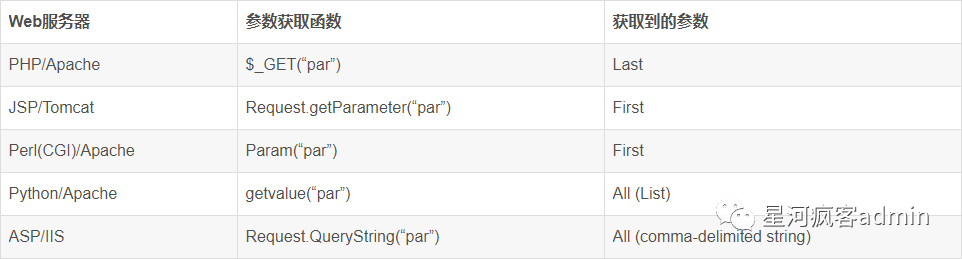 Web服务器 参数获取函数 获取到的参数
PHP/Apache $_GET(“par”) Last
JSP/Tomcat Request.getParameter(“par”) First
Perl(CGI)/Apache Param(“par”) First
Python/Apache getvalue(“par”) All (List)
ASP/IIS Request.QueryString(“par”) All (comma-delimited string)
星河疯客admin